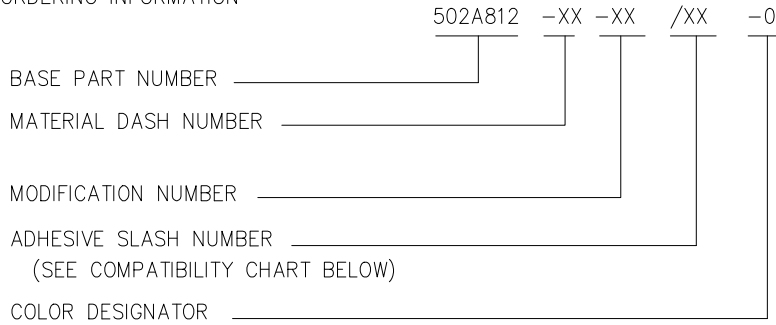 ORDERING INFORMATION
502A812 -XX -XX /XX -0
BASE PART NUMBER
MATERIAL DASH NUMBER
MODIFICATION NUMBER
ADHESIVE SLASH NUMBER
(SEE COMPATIBILITY CHART BELOW)
COLOR DESIGNATOR